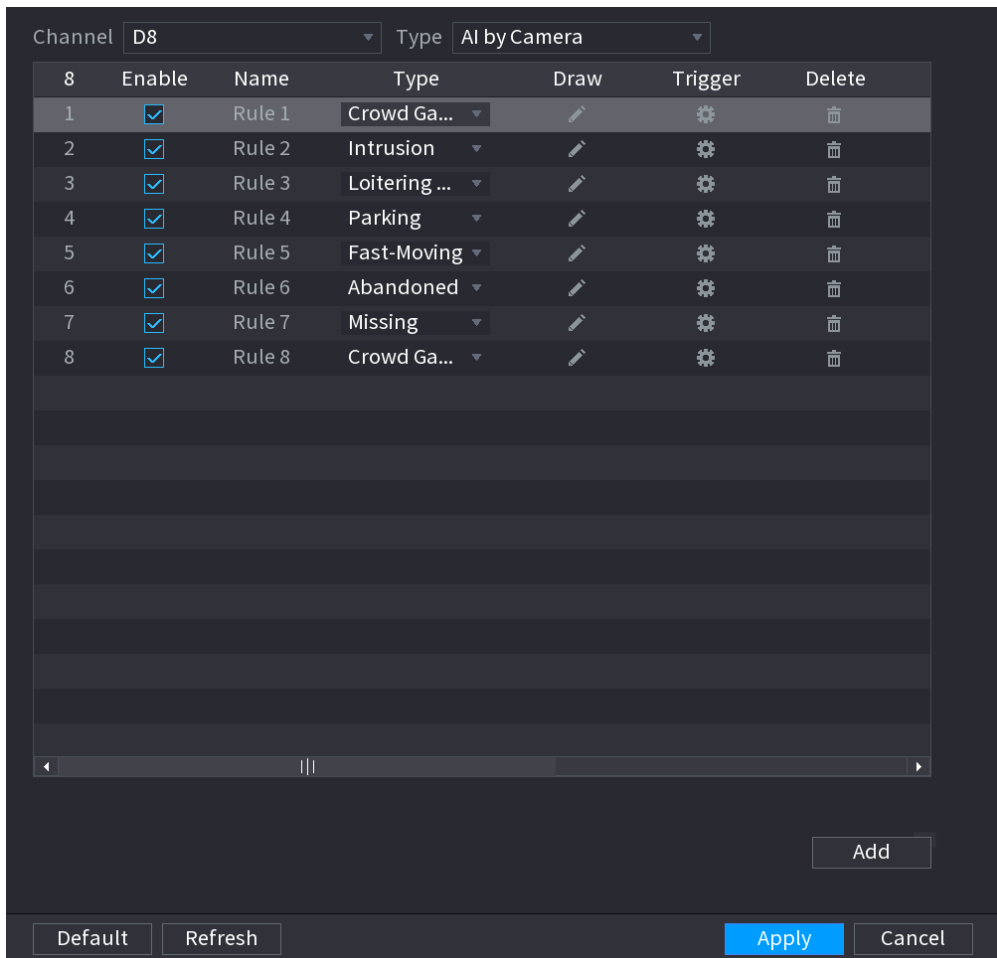 Channel D8 Type AI by Camera
8 Enable Name Type Draw Trigger Delete
1 Rule 1 Crowd Ga...
2 Rule 2 Intrusion
3 Rule 3 Loitering ...
4 Rule 4 Parking
5 Rule 5 Fast-Moving
6 Rule 6 Abandoned
7 Rule 7 Missing
8 Rule 8 Crowd Ga...
Add
Default Refresh Apply Cancel